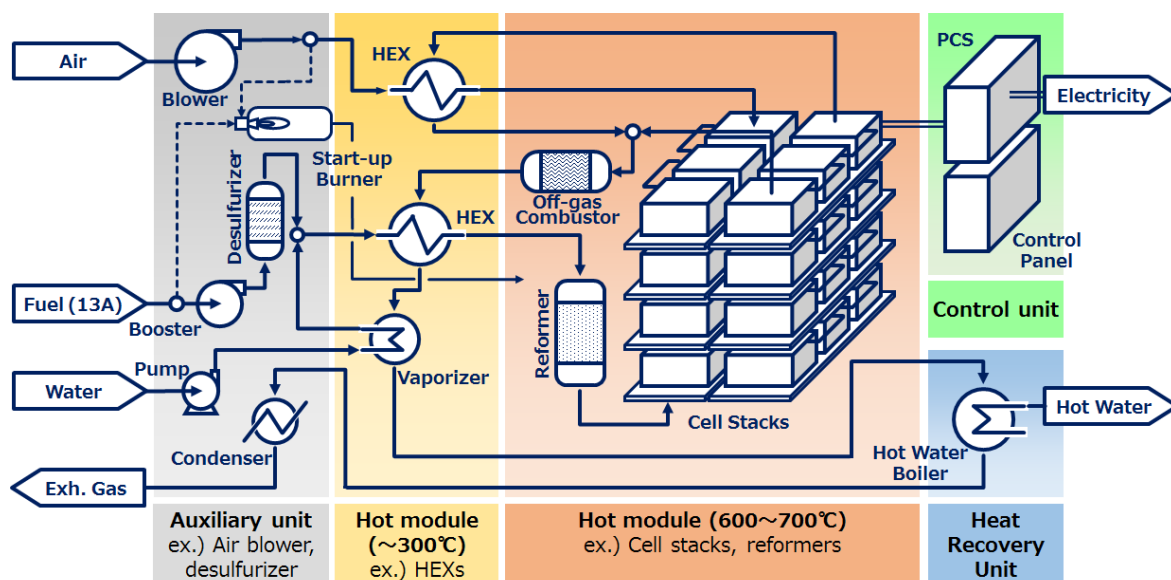 Air
Blower
HEX
PCS
Electricity
Start-up
Burner
Desulfurizer
Off-gas
Combustor
HEX
Control
Panel
Fuel (13A)
Booster
Reformer
Control unit
Pump
Water
Vaporizer
Cell Stacks
Hot Water
Condenser
Hot Water
Boiler
Exh. Gas
Auxiliary unit
ex.) Air blower,
desulfurizer
Hot module
(~300℃)
ex.) HEXs
Hot module (600~700℃)
ex.) Cell stacks, reformers
Heat
Recovery
Unit